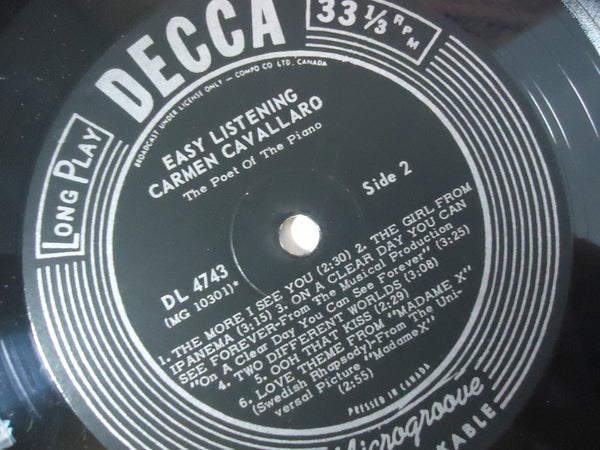 DECCA
33 1/3 RPM
LONG PLAY
BROADCAST UNDER LICENSE ONLY — COMPO CO LTD. CANADA
EASY LISTENING
CARMEN CAVALLARO
The Poet Of The Piano
Side 2
DL 4743
(MG 10301)*
1. THE MORE I SEE YOU (2:30) 2. THE GIRL FROM
IPANEMA (3:15) 3. ON A CLEAR DAY YOU CAN
SEE FOREVER-From The Musical Production
"On A Clear Day You Can See Forever" (3:25)
4. TWO DIFFERENT WORLDS (3:08)
5. OOH THAT KISS (2:29)
6. LOVE THEME FROM "MADAME X"
(Swedish Rhapsody)-From The Uni-
versal Picture "Madame X"
(2:55)
PRESSED IN CANADA
Microgroove
KABLE